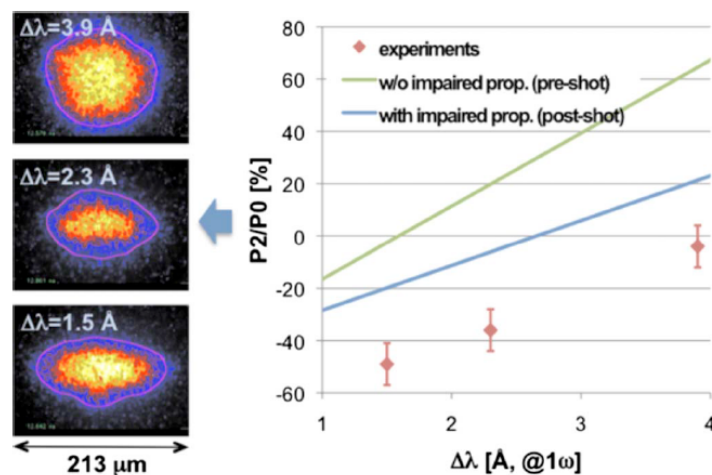 Δλ=3.9 Å
Δλ=2.3 Å
Δλ=1.5 Å
213 μm
P2/P0 [%]
80
60
40
20
0
-20
-40
-60
experiments
w/o impaired prop. (pre-shot)
with impaired prop. (post-shot)
1
2
3
4
Δλ [Å, @1ω]